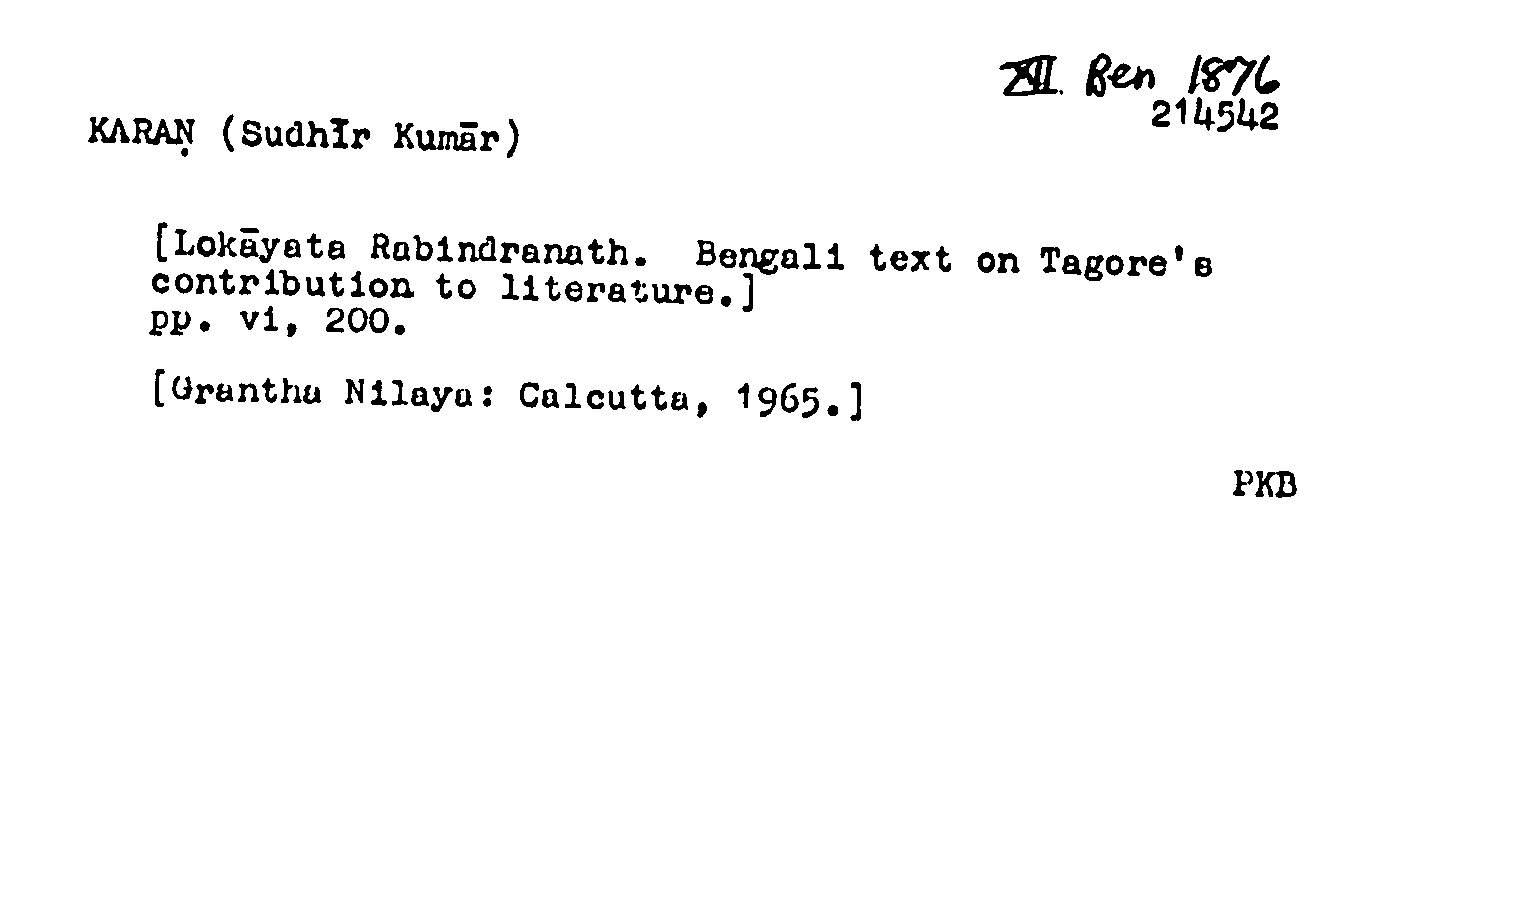 XII. Ben 1876
214542
KARAṆ (Sudhīr Kumār)
[Lokāyata Rabindranath. Bengali text on Tagore's
contribution to literature.]
pp. vi, 200.
[Grantha Nilaya: Calcutta, 1965.]
PKB